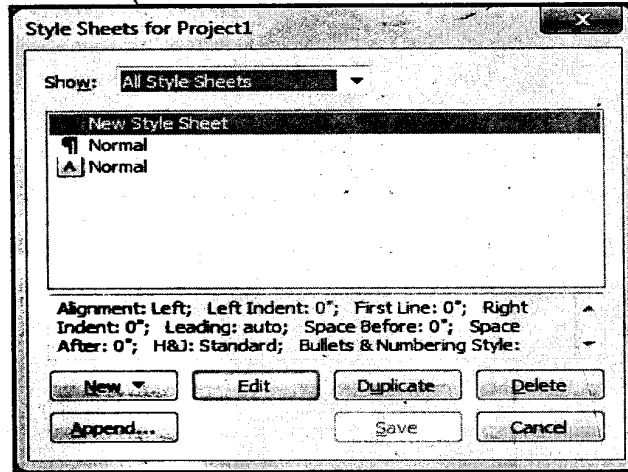 Style Sheets for Project1
Show: All Style Sheets
New Style Sheet
¶ Normal
A Normal
Alignment: Left; Left Indent: 0"; First Line: 0"; Right
Indent: 0"; Leading: auto; Space Before: 0"; Space
After: 0"; H&J: Standard; Bullets & Numbering Style:
New Edit Duplicate Delete
Append... Save Cancel